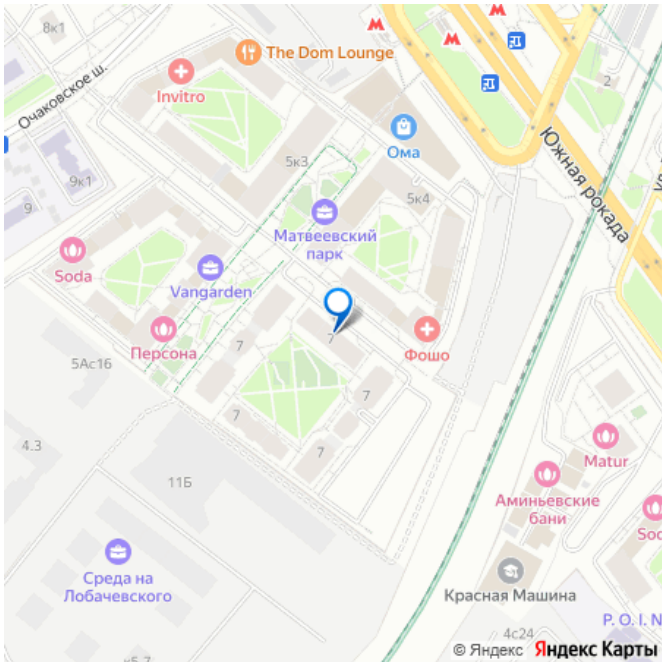 8к1
The Dom Lounge
Invitro
Очаковское ш.
2
Ома
Южная рокада
5к3
9к1
5к4
9
Матвеевский
парк
Soda
Vangarden
7
Фошо
Персона
7
5Ас16
7
7
7
4.3
Matur
11Б
Аминьевские
бани
Среда на
Лобачевского
Красная Машина
P. O. I. N
4с24
© Яндекс Яндекс Карты